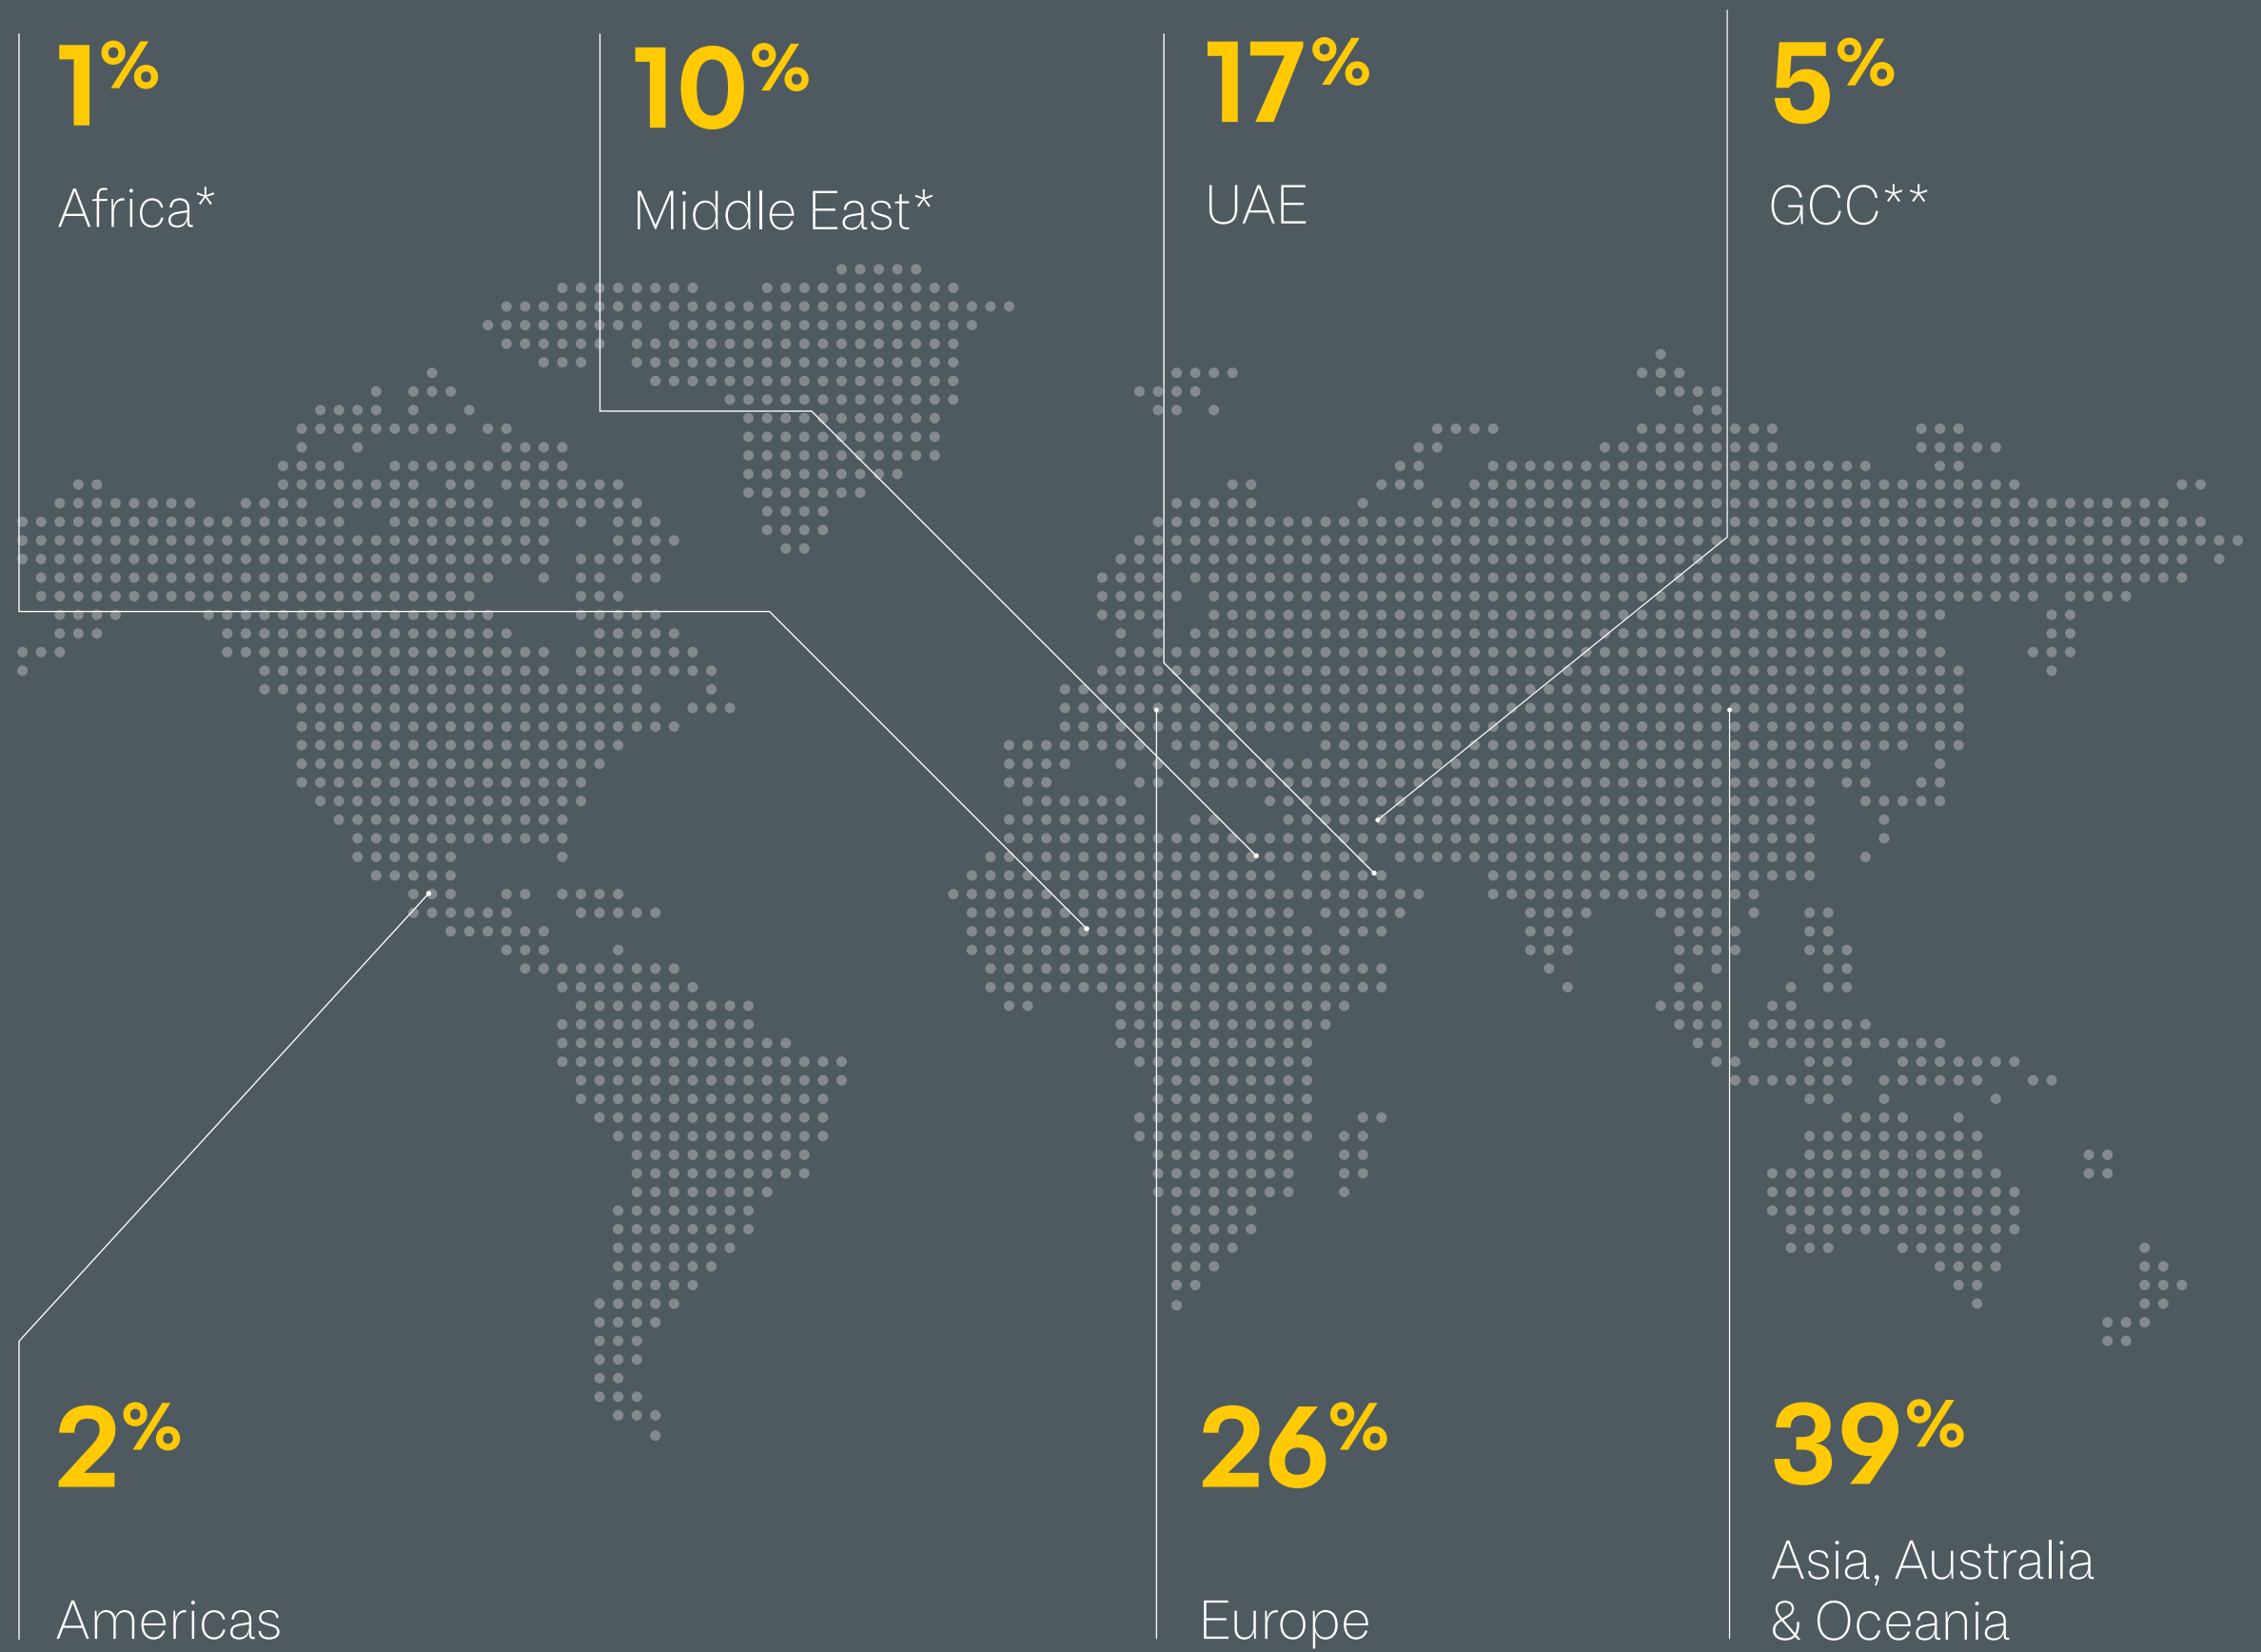 1%
Africa*
10%
Middle East*
17%
UAE
5%
GCC**
2%
Americas
26%
Europe
39%
Asia, Australia
& Oceania